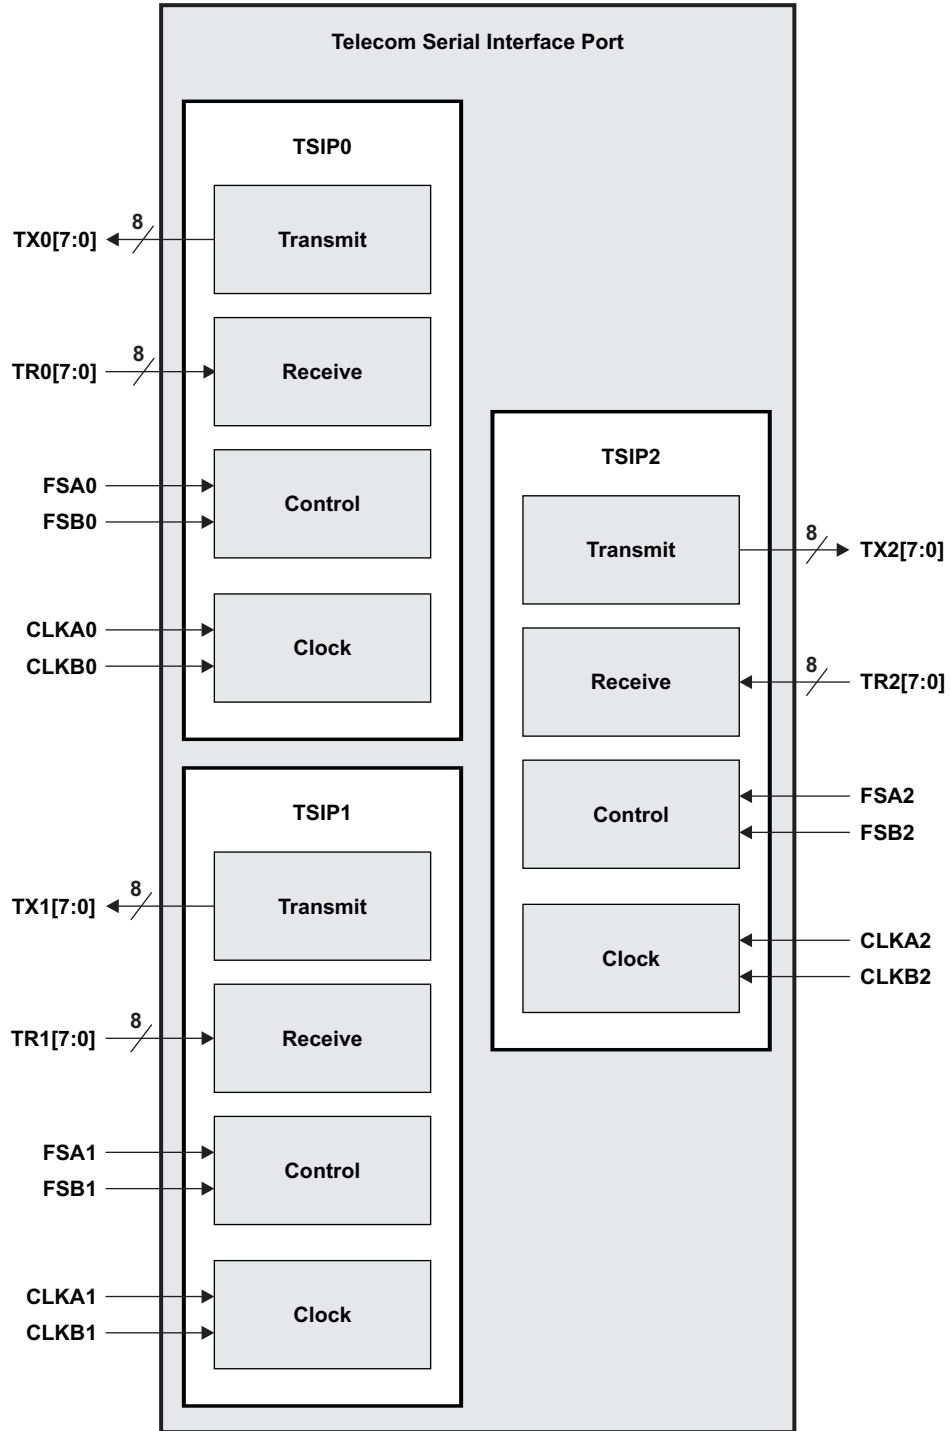 Telecom Serial Interface Port
TSIP0
TX0[7:0]
8
Transmit
TR0[7:0]
8
Receive
FSA0
FSB0
Control
CLKA0
CLKB0
Clock
TSIP1
TX1[7:0]
8
Transmit
TR1[7:0]
8
Receive
FSA1
FSB1
Control
CLKA1
CLKB1
Clock
TSIP2
Transmit
8
TX2[7:0]
Receive
8
TR2[7:0]
Control
FSA2
FSB2
Clock
CLKA2
CLKB2